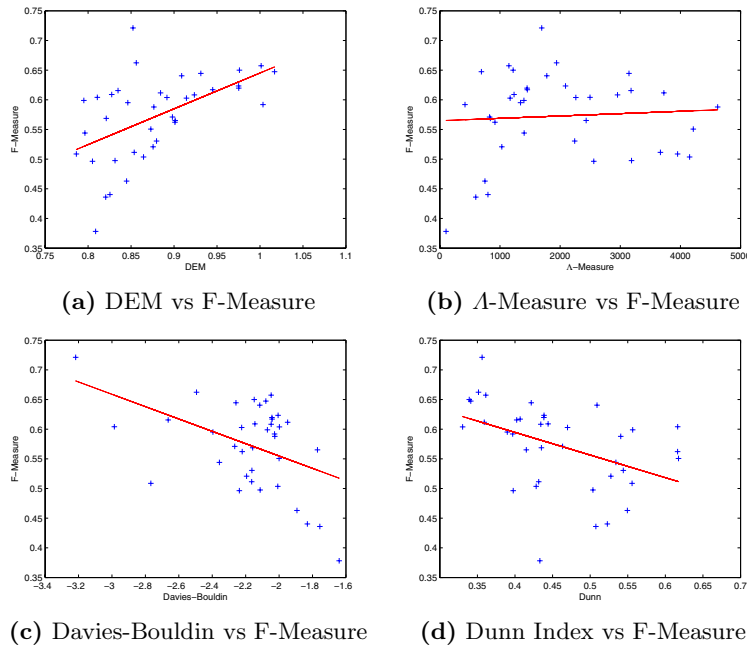 0.75 0.75
0.7 0.7
0.65 0.65
0.6 0.6
F-Measure F-Measure
0.55 0.55
0.5 0.5
0.45 0.45
0.4 0.4
0.35 0.35
0.75 0.8 0.85 0.9 0.95 1 1.05 1.1 0 1000 2000 3000 4000 5000
DEM Λ-Measure
(a) DEM vs F-Measure (b) Λ-Measure vs F-Measure
0.75 0.75
0.7 0.7
0.65 0.65
0.6 0.6
F-Measure F-Measure
0.55 0.55
0.5 0.5
0.45 0.45
0.4 0.4
0.35 0.35
−3.4 −3.2 −3 −2.8 −2.6 −2.4 −2.2 −2 −1.8 −1.6 0.35 0.4 0.45 0.5 0.55 0.6 0.65 0.7
Davies-Bouldin Dunn
(c) Davies-Bouldin vs F-Measure (d) Dunn Index vs F-Measure